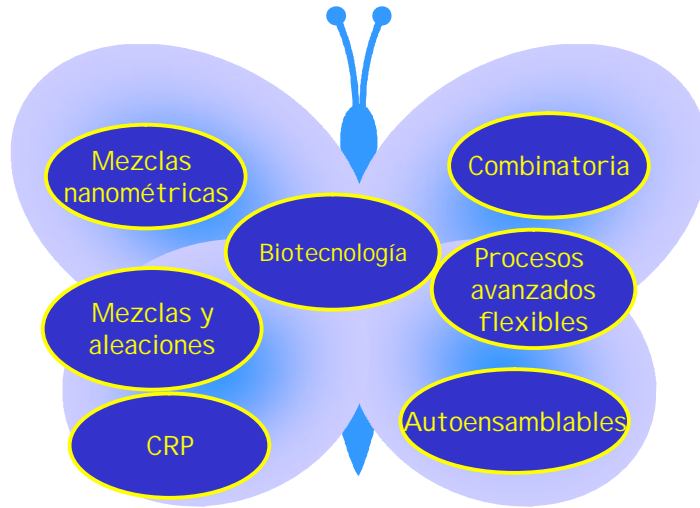 Mezclas
nanométricas
Combinatoria
Biotecnología
Procesos
avanzados
flexibles
Mezclas y
aleaciones
Autoensamblables
CRP